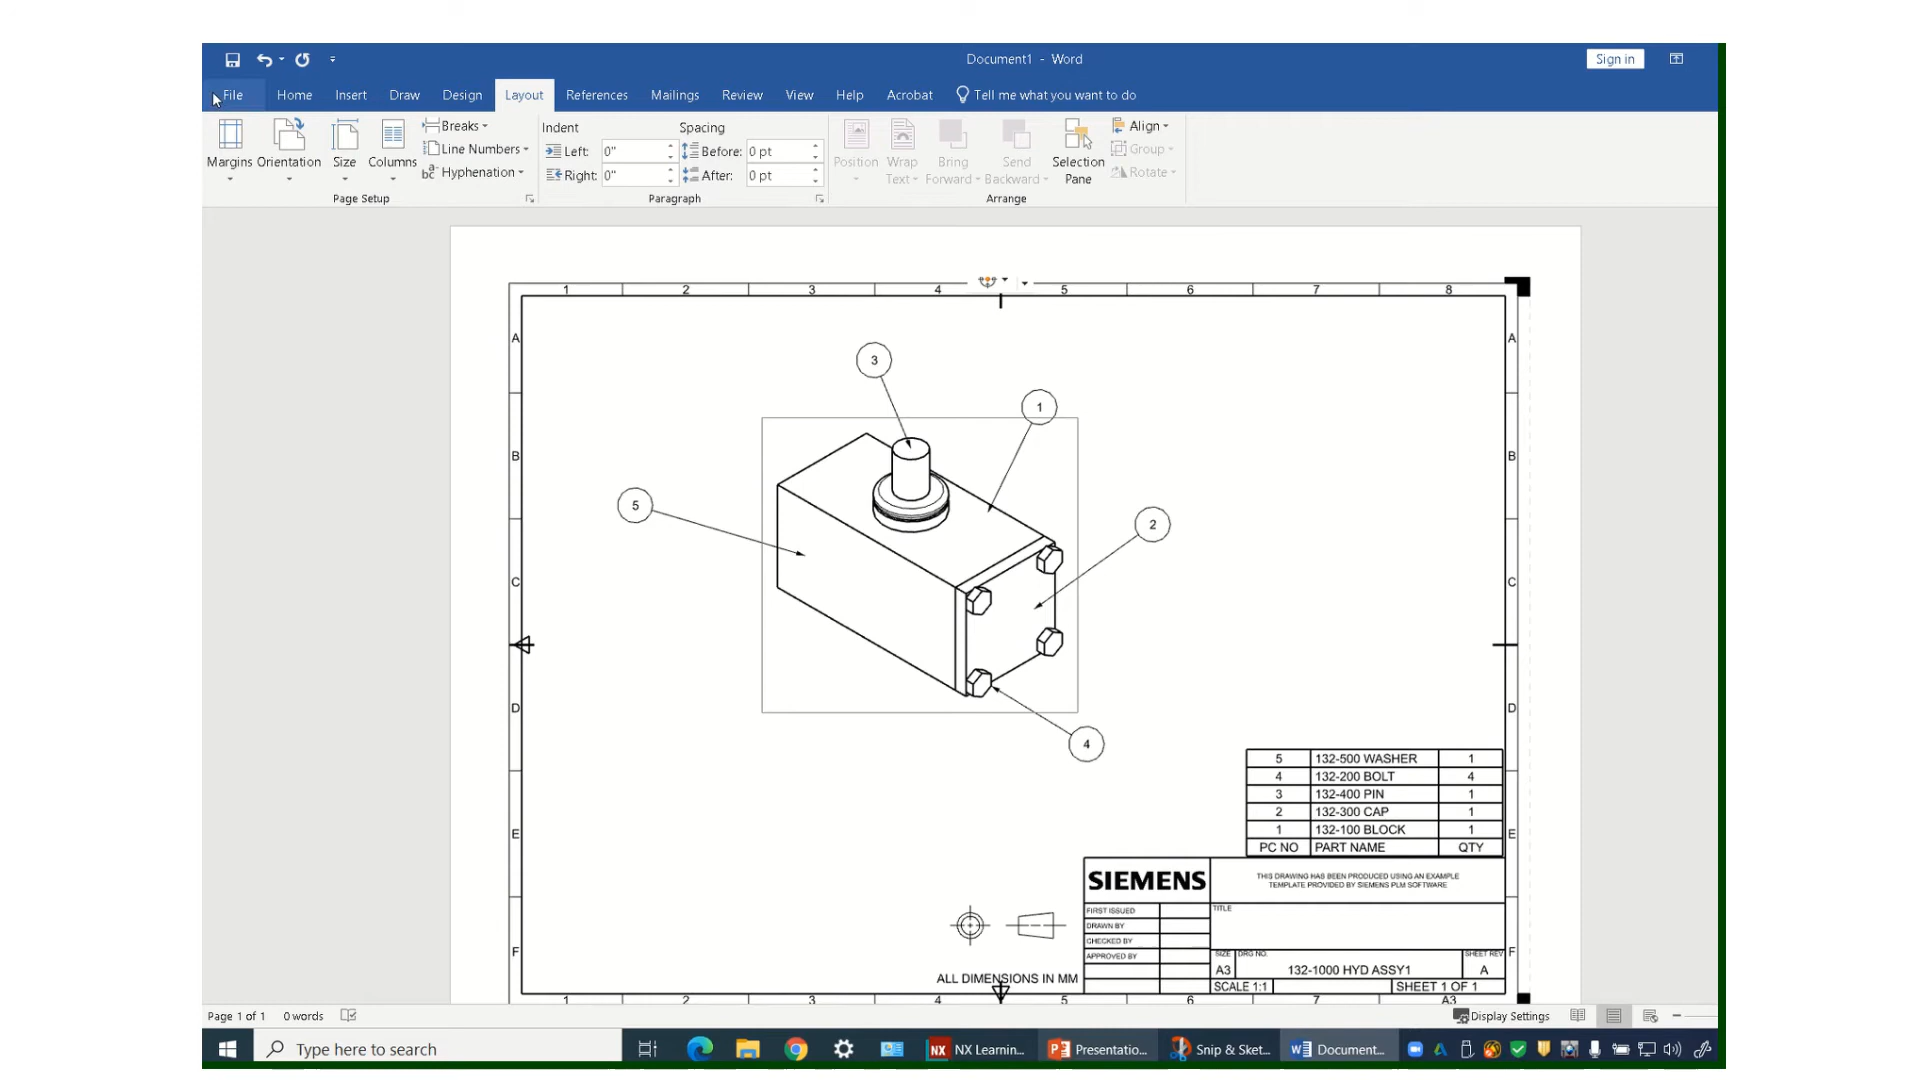 Document1 - Word
Sign in
File Home Insert Draw Design Layout References Mailings Review View Help Acrobat Tell me what you want to do
Margins Orientation Size Columns
Breaks
Line Numbers
Hyphenation
Page Setup
Indent
Left: 0"
Right: 0"
Spacing
Before: 0 pt
After: 0 pt
Paragraph
Position
Wrap Text
Bring Forward
Send Backward
Selection Pane
Align
Group
Rotate
Arrange
1 2 3 4 5 6 7 8
A A
3
1
B B
5
2
C C
D D
4
5 132-500 WASHER 1
4 132-200 BOLT 4
3 132-400 PIN 1
2 132-300 CAP 1
1 132-100 BLOCK 1
PC NO PART NAME QTY
E E
SIEMENS
THIS DRAWING HAS BEEN PRODUCED USING AN EXAMPLE
TEMPLATE PROVIDED BY SIEMENS PLM SOFTWARE
FIRST ISSUED
DRAWN BY
CHECKED BY
APPROVED BY
TITLE
F F
SIZE DRG NO. SHEET REV
A3 132-1000 HYD ASSY1 A
SCALE 1:1 SHEET 1 OF 1
ALL DIMENSIONS IN MM
1 2 3 4 5 6 7 A3
Page 1 of 1 0 words
Display Settings
Type here to search
NX NX Learnin...
Presentatio...
Snip & Sket...
Document...